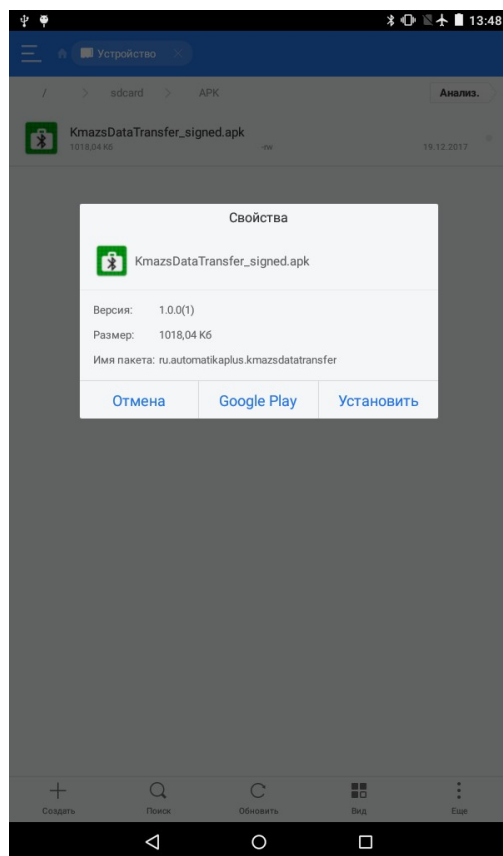 13:48
Устройство
/ > sdcard > APK Анализ.
KmazsDataTransfer_signed.apk
1018,04 Кб -rw 19.12.2017
Свойства
KmazsDataTransfer_signed.apk
Версия: 1.0.0(1)
Размер: 1018,04 Кб
Имя пакета: ru.automatikaplus.kmazsdatatransfer
Отмена Google Play Установить
Создать Поиск Обновить Вид Еще